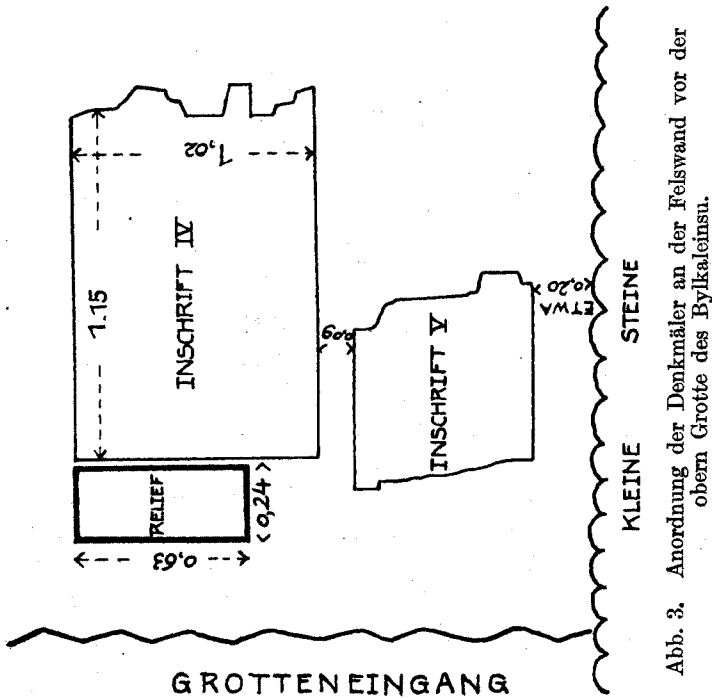 1.15
1,02
INSCHRIFT IV
RELIEF
0,63
0,24
0,09
INSCHRIFT V
ETWA
0,20
KLEINE STEINE
GROTTENEINGANG
Abb. 3. Anordnung der Denkmäler an der Felswand vor der
obern Grotte des Bylkaleinsu.